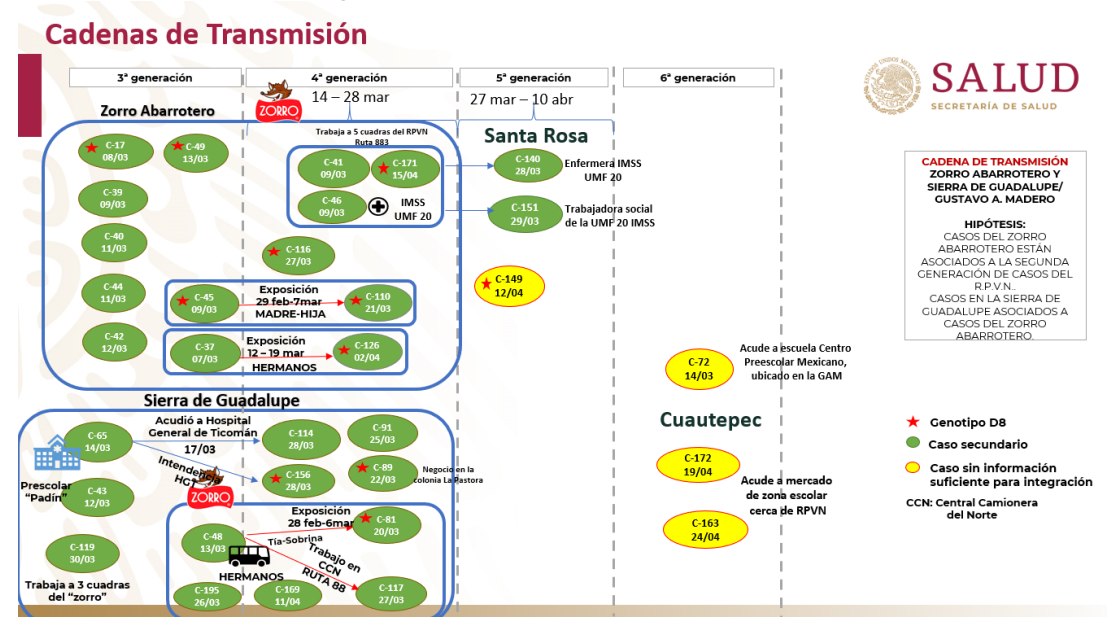 Cadenas de Transmisión
3ª generación
4ª generación
5ª generación
6ª generación
14 – 28 mar
27 mar – 10 abr
SALUD
SECRETARÍA DE SALUD
Zorro Abarrotero
ZORRO
Trabaja a 5 cuadras del RPVN
Ruta 883
Santa Rosa
C-17
08/03
C-49
13/03
C-41
09/03
C-171
15/04
C-140
28/03
Enfermera IMSS
UMF 20
C-39
09/03
C-46
09/03
IMSS
UMF 20
C-151
29/03
Trabajadora social
de la UMF 20 IMSS
C-40
11/03
C-116
27/03
C-149
12/04
C-44
11/03
C-45
09/03
Exposición
29 feb-7mar
MADRE-HIJA
C-110
21/03
C-42
12/03
C-37
07/03
Exposición
12 – 19 mar
HERMANOS
C-126
02/04
C-72
14/03
Acude a escuela Centro
Preescolar Mexicano,
ubicado en la GAM
Sierra de Guadalupe
Cuautepec
C-65
14/03
Acudió a Hospital
General de Ticomán
17/03
C-114
28/03
C-91
25/03
Intendencia
HGT
ZORRO
C-156
28/03
C-89
22/03
Negocio en la
colonia La Pastora
Prescolar
“Padín”
C-43
12/03
C-172
19/04
Acude a mercado
de zona escolar
cerca de RPVN
C-163
24/04
Exposición
28 feb-6mar
C-81
20/03
C-48
13/03
Tía-Sobrina
Trabajo en
CCN
RUTA 88
HERMANOS
C-119
30/03
Trabaja a 3 cuadras
del “zorro”
C-195
26/03
C-169
11/04
C-117
27/03
CADENA DE TRANSMISIÓN
ZORRO ABARROTERO Y
SIERRA DE GUADALUPE/
GUSTAVO A. MADERO
HIPÓTESIS:
CASOS DEL ZORRO
ABARROTERO ESTÁN
ASOCIADOS A LA SEGUNDA
GENERACIÓN DE CASOS DEL
R.P.V.N..
CASOS EN LA SIERRA DE
GUADALUPE ASOCIADOS A
CASOS DEL ZORRO
ABARROTERO.
Genotipo D8
Caso secundario
Caso sin información
suficiente para integración
CCN: Central Camionera
del Norte